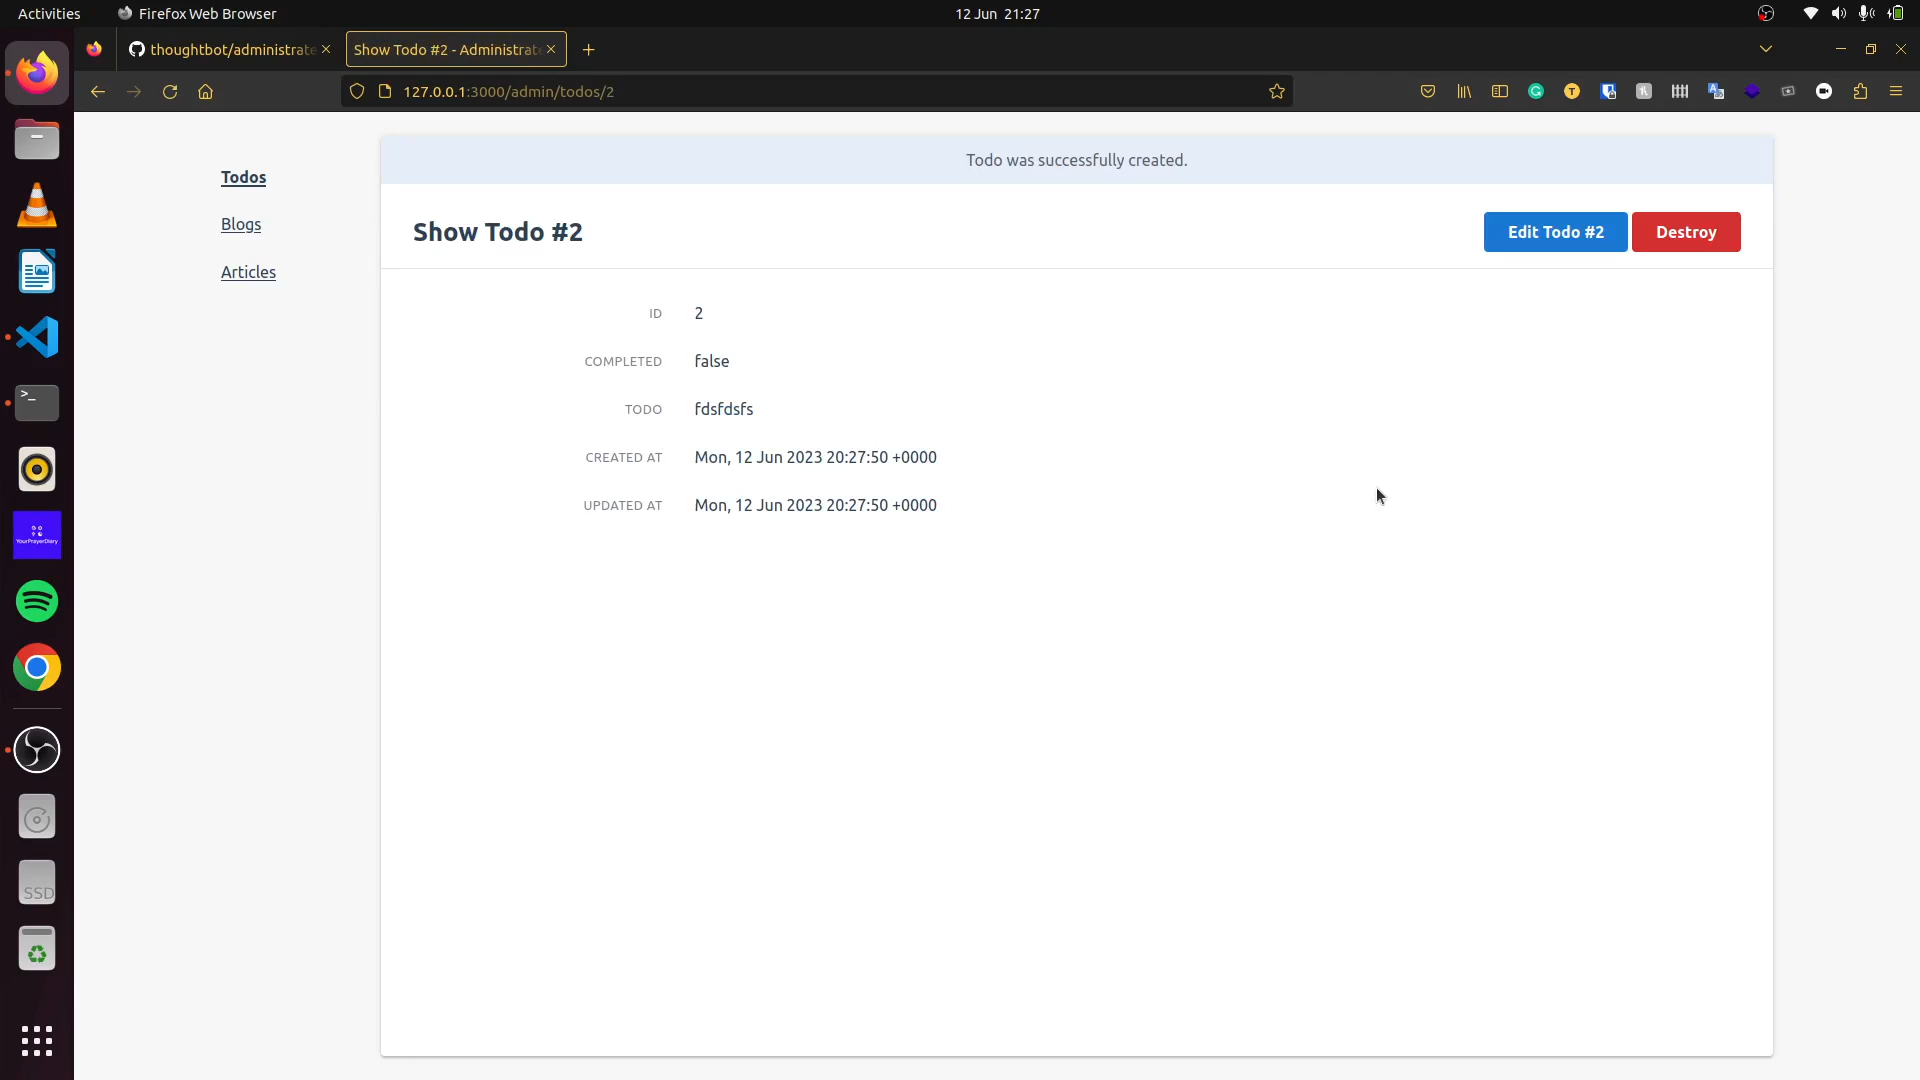 Activities
Firefox Web Browser
12 Jun 21:27
thoughtbot/administrate
Show Todo #2 - Administrat
127.0.0.1:3000/admin/todos/2
Todos
Blogs
Articles
Todo was successfully created.
Show Todo #2
Edit Todo #2
Destroy
ID 2
COMPLETED false
TODO fdsfdsfs
CREATED AT Mon, 12 Jun 2023 20:27:50 +0000
UPDATED AT Mon, 12 Jun 2023 20:27:50 +0000
>_
YourPrayerDiary
SSD